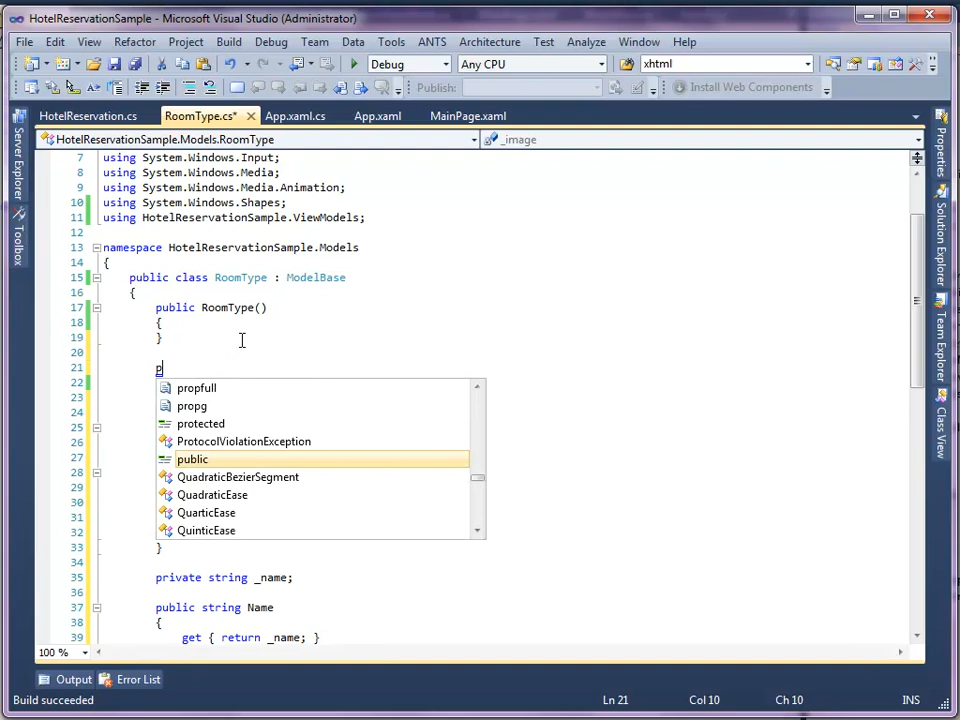 HotelReservationSample - Microsoft Visual Studio (Administrator)
File Edit View Refactor Project Build Debug Team Data Tools ANTS Architecture Test Analyze Window Help
Debug Any CPU xhtml
Publish: Install Web Components
HotelReservation.cs RoomType.cs* App.xaml.cs App.xaml MainPage.xaml
HotelReservationSample.Models.RoomType _image
7 using System.Windows.Input;
8 using System.Windows.Media;
9 using System.Windows.Media.Animation;
10 using System.Windows.Shapes;
11 using HotelReservationSample.ViewModels;
12
13 namespace HotelReservationSample.Models
14 {
15 public class RoomType : ModelBase
16 {
17 public RoomType()
18 {
19 }
20
21 p
22 propfull
23 propg
24 protected
25 ProtocolViolationException
26
27 public
28 QuadraticBezierSegment
29 QuadraticEase
30 QuarticEase
31 QuinticEase
32
33 }
34
35 private string _name;
36
37 public string Name
38 {
39 get { return _name; }
100 %
Server Explorer
Toolbox
Properties
Solution Explorer
Team Explorer
Class View
Output Error List
Build succeeded Ln 21 Col 10 Ch 10 INS